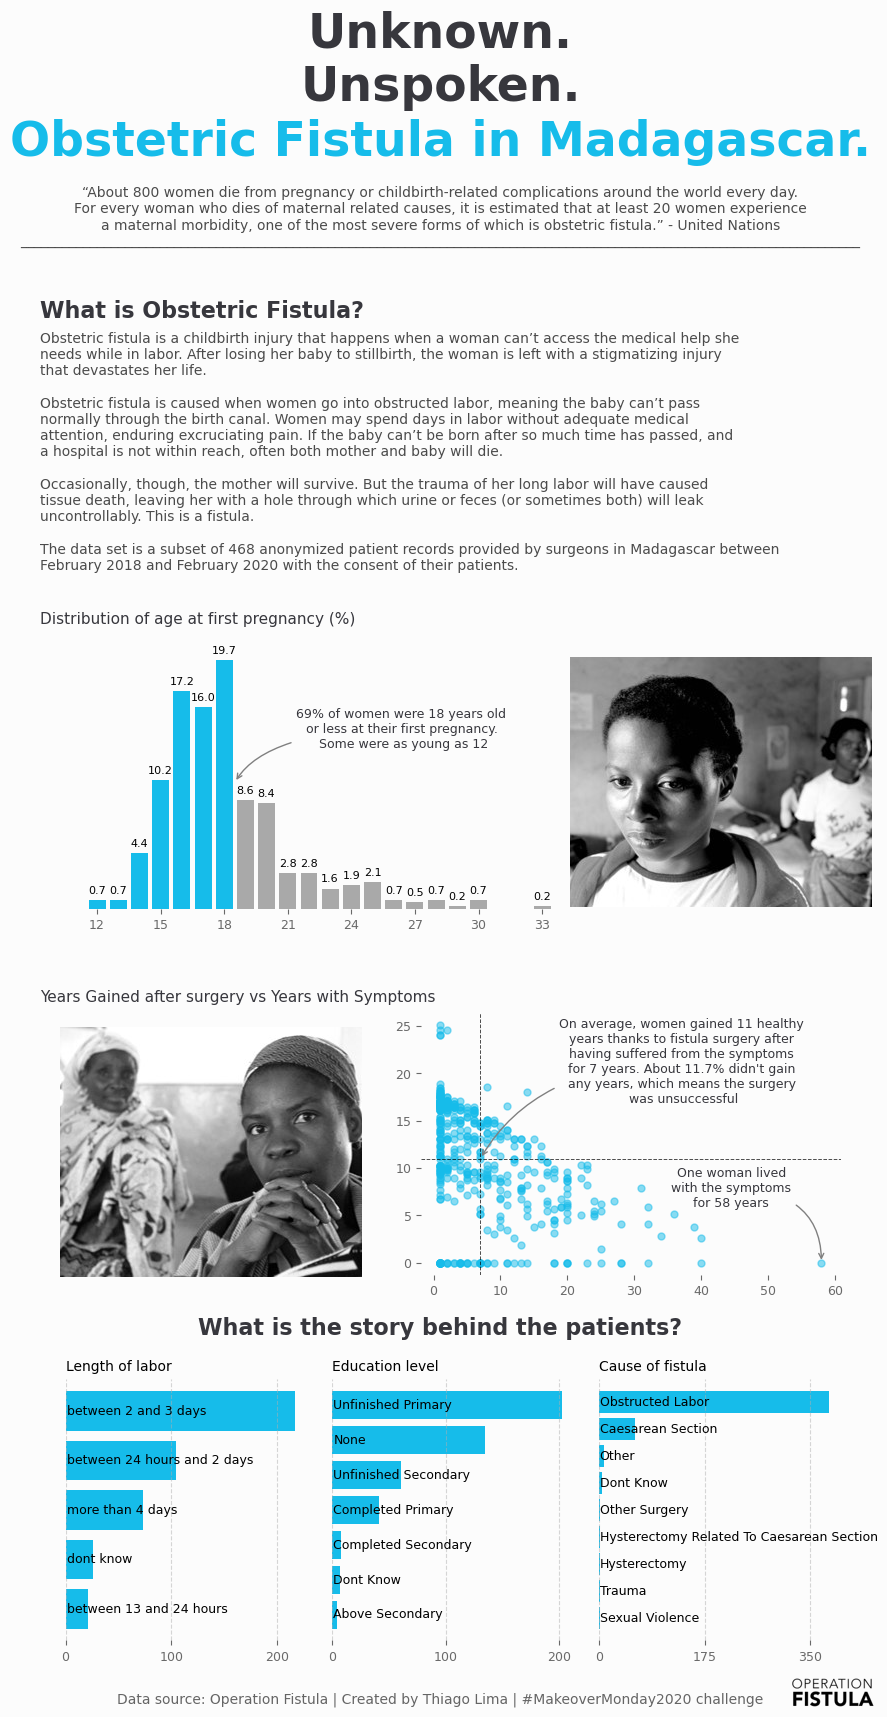 Unknown.
Unspoken.
Obstetric Fistula in Madagascar.
“About 800 women die from pregnancy or childbirth-related complications around the world every day.
For every woman who dies of maternal related causes, it is estimated that at least 20 women experience
a maternal morbidity, one of the most severe forms of which is obstetric fistula.” - United Nations
What is Obstetric Fistula?
Obstetric fistula is a childbirth injury that happens when a woman can’t access the medical help she
needs while in labor. After losing her baby to stillbirth, the woman is left with a stigmatizing injury
that devastates her life.
Obstetric fistula is caused when women go into obstructed labor, meaning the baby can’t pass
normally through the birth canal. Women may spend days in labor without adequate medical
attention, enduring excruciating pain. If the baby can’t be born after so much time has passed, and
a hospital is not within reach, often both mother and baby will die.
Occasionally, though, the mother will survive. But the trauma of her long labor will have caused
tissue death, leaving her with a hole through which urine or feces (or sometimes both) will leak
uncontrollably. This is a fistula.
The data set is a subset of 468 anonymized patient records provided by surgeons in Madagascar between
February 2018 and February 2020 with the consent of their patients.
Distribution of age at first pregnancy (%)
0.7 0.7 4.4 10.2 17.2 16.0 19.7 8.6 8.4 2.8 2.8 1.6 1.9 2.1 0.7 0.5 0.7 0.2 0.7 0.2
69% of women were 18 years old
or less at their first pregnancy.
Some were as young as 12
12 15 18 21 24 27 30 33
Years Gained after surgery vs Years with Symptoms
25
20
15
10
5
0
On average, women gained 11 healthy
years thanks to fistula surgery after
having suffered from the symptoms
for 7 years. About 11.7% didn't gain
any years, which means the surgery
was unsuccessful
One woman lived
with the symptoms
for 58 years
0 10 20 30 40 50 60
What is the story behind the patients?
Length of labor
between 2 and 3 days
between 24 hours and 2 days
more than 4 days
dont know
between 13 and 24 hours
0 100 200
Education level
Unfinished Primary
None
Unfinished Secondary
Completed Primary
Completed Secondary
Dont Know
Above Secondary
0 100 200
Cause of fistula
Obstructed Labor
Caesarean Section
Other
Dont Know
Other Surgery
Hysterectomy Related To Caesarean Section
Hysterectomy
Trauma
Sexual Violence
0 175 350
Data source: Operation Fistula | Created by Thiago Lima | #MakeoverMonday2020 challenge
OPERATION
FISTULA